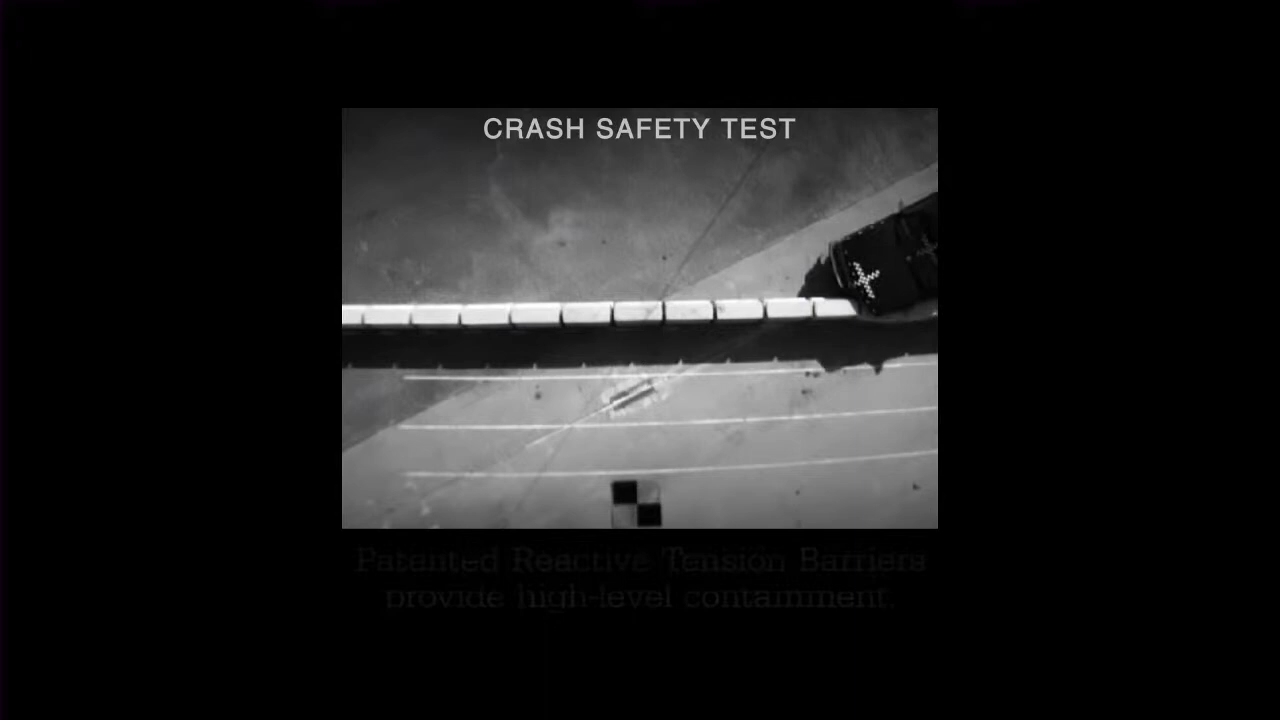 CRASH SAFETY TEST
Patented Reactive Tension Barriers
provide high-level containment.